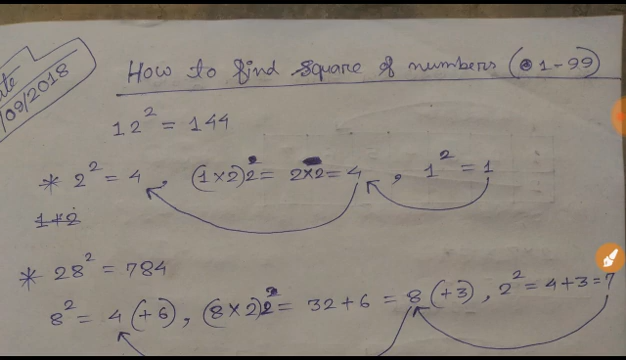 ate
/09/2018
How to find square of numbers (1-99)
12² = 144
* 2² = 4, (1×2)2 = 2×2 = 4, 1² = 1
1+2
* 28² = 784
8² = 4 (+6), (8×2)2 = 32+6 = 8 (+3), 2² = 4+3=7